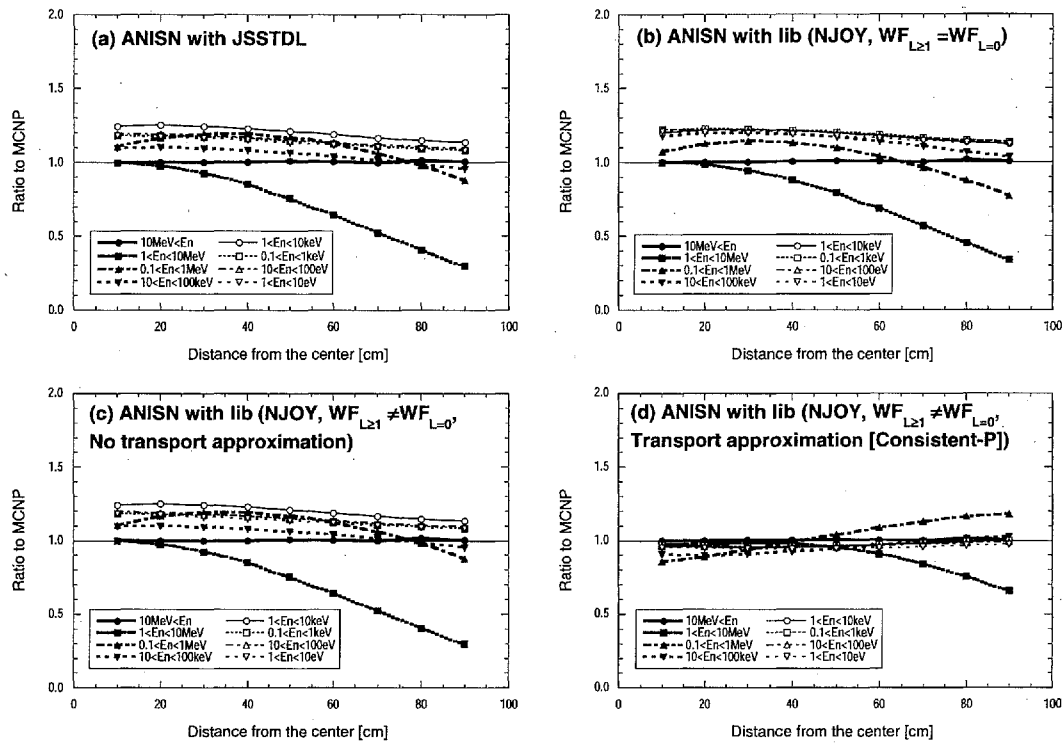 (a) ANISN with JSSTDL
Ratio to MCNP
2.0
1.5
1.0
0.5
0.0
10MeV<En
1<En<10MeV
0.1<En<1MeV
10<En<100keV
1<En<10keV
0.1<En<1keV
10<En<100eV
1<En<10eV
0 20 40 60 80 100
Distance from the center [cm]
(b) ANISN with lib (NJOY, WF L≥1 =WF L=0)
Ratio to MCNP
2.0
1.5
1.0
0.5
0.0
10MeV<En
1<En<10MeV
0.1<En<1MeV
10<En<100keV
1<En<10keV
0.1<En<1keV
10<En<100eV
1<En<10eV
0 20 40 60 80 100
Distance from the center [cm]
(c) ANISN with lib (NJOY, WF L≥1 ≠WF L=0,
No transport approximation)
Ratio to MCNP
2.0
1.5
1.0
0.5
0.0
10MeV<En
1<En<10MeV
0.1<En<1MeV
10<En<100keV
1<En<10keV
0.1<En<1keV
10<En<100eV
1<En<10eV
0 20 40 60 80 100
Distance from the center [cm]
(d) ANISN with lib (NJOY, WF L≥1 ≠WF L=0,
Transport approximation [Consistent-P])
Ratio to MCNP
2.0
1.5
1.0
0.5
0.0
10MeV<En
1<En<10MeV
0.1<En<1MeV
10<En<100keV
1<En<10keV
0.1<En<1keV
10<En<100eV
1<En<10eV
0 20 40 60 80 100
Distance from the center [cm]